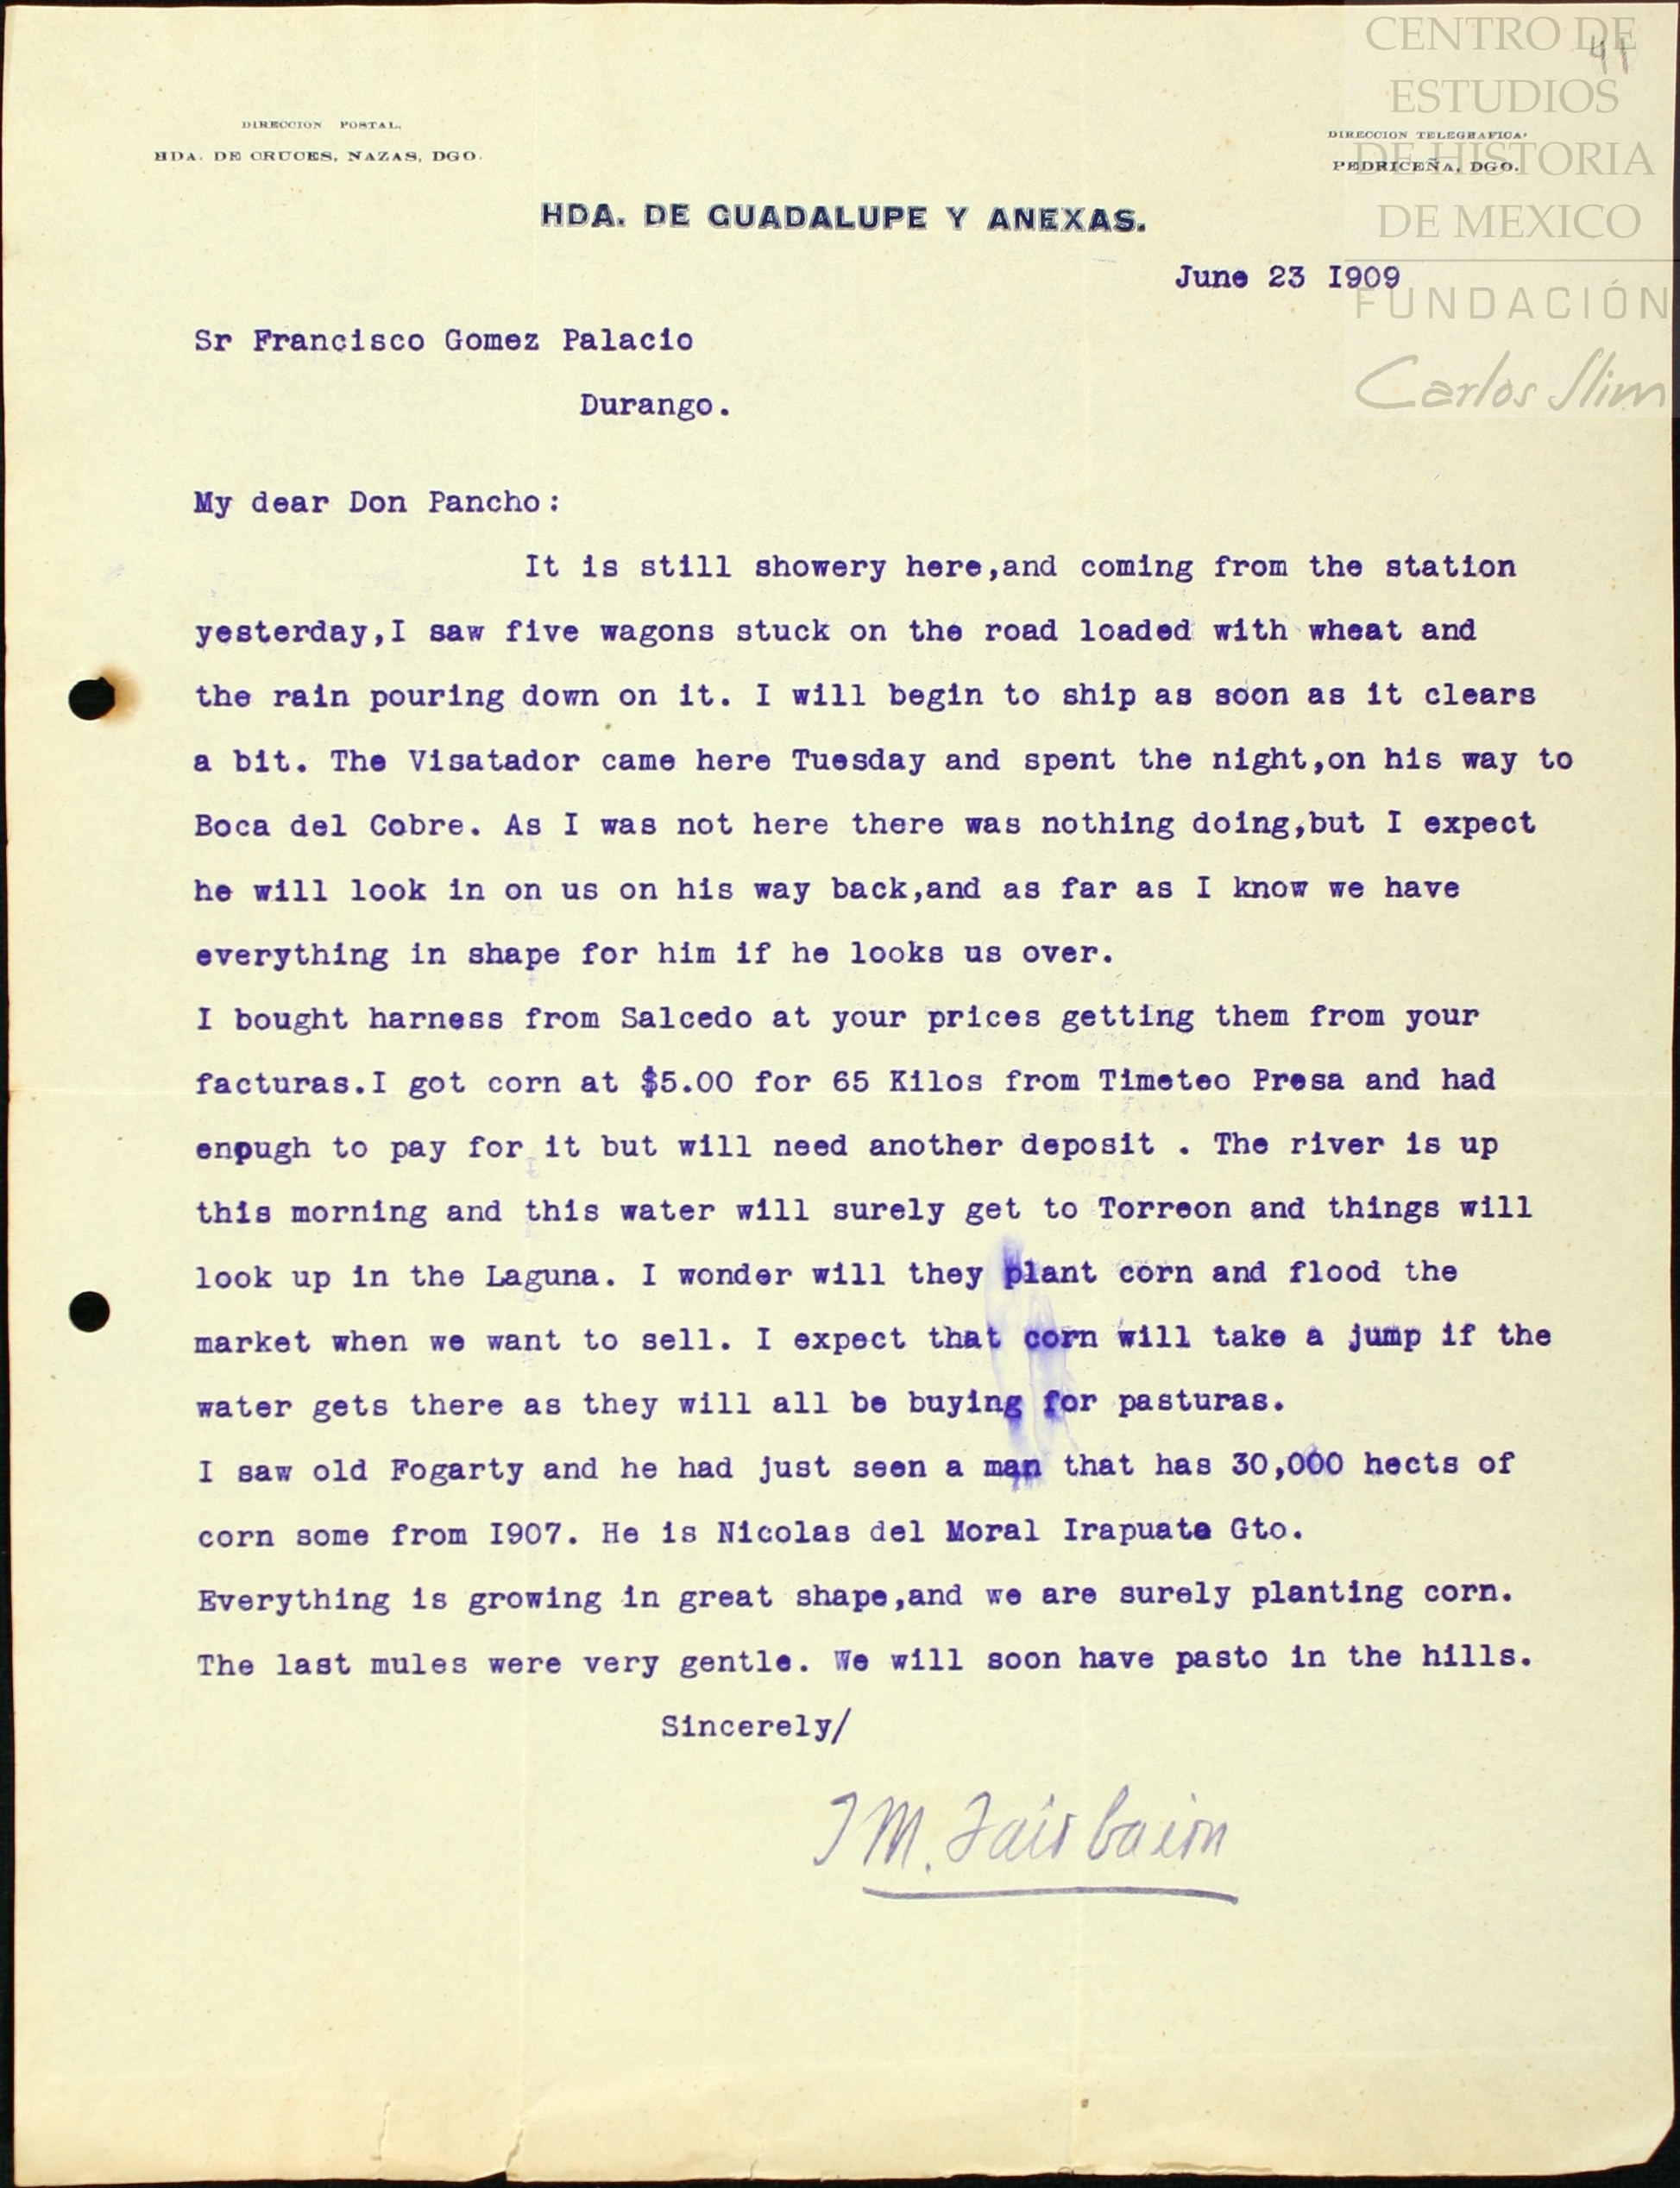 CENTRO DE
ESTUDIOS
DE HISTORIA
DE MEXICO
FUNDACIÓN
Carlos Slim
41
DIRECCION POSTAL.
HDA. DE CRUCES, NAZAS, DGO.
DIRECCION TELEGRAFICA:
PEDRICEÑA, DGO.
HDA. DE GUADALUPE Y ANEXAS.
June 23 I909
Sr Francisco Gomez Palacio
Durango.
My dear Don Pancho:
It is still showery here,and coming from the station
yesterday,I saw five wagons stuck on the road loaded with wheat and
the rain pouring down on it. I will begin to ship as soon as it clears
a bit. The Visatador came here Tuesday and spent the night,on his way to
Boca del Cobre. As I was not here there was nothing doing,but I expect
he will look in on us on his way back,and as far as I know we have
everything in shape for him if he looks us over.
I bought harness from Salcedo at your prices getting them from your
facturas.I got corn at $5.00 for 65 Kilos from Timeteo Presa and had
enpugh to pay for it but will need another deposit . The river is up
this morning and this water will surely get to Torreon and things will
look up in the Laguna. I wonder will they plant corn and flood the
market when we want to sell. I expect that corn will take a jump if the
water gets there as they will all be buying for pasturas.
I saw old Fogarty and he had just seen a man that has 30,000 hects of
corn some from I907. He is Nicolas del Moral Irapuato Gto.
Everything is growing in great shape,and we are surely planting corn.
The last mules were very gentle. We will soon have pasto in the hills.
Sincerely/
J M. Fairbairn